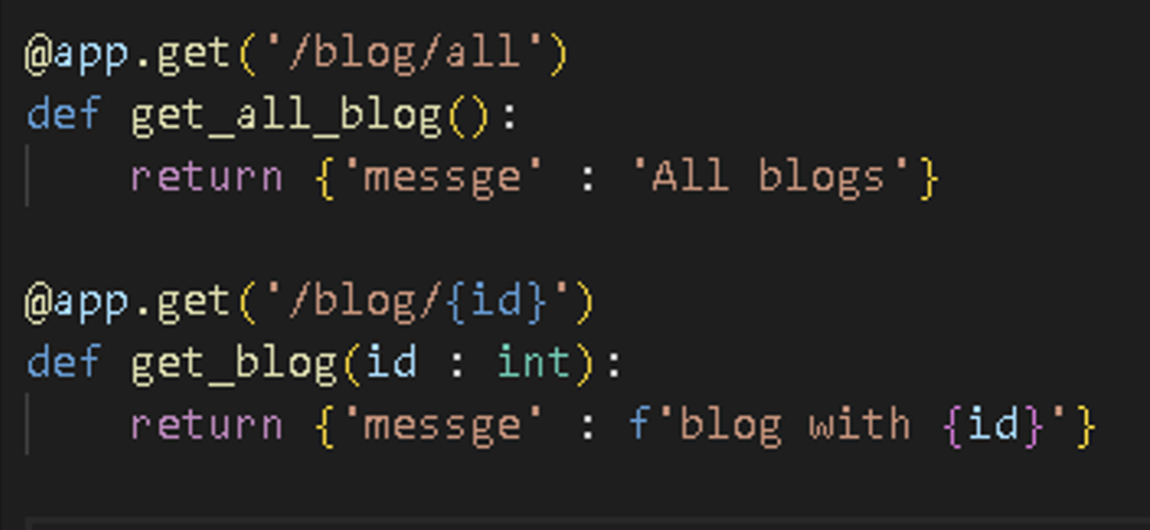 @app.get('/blog/all')
def get_all_blog():
    return {'messge' : 'All blogs'}
@app.get('/blog/{id}')
def get_blog(id : int):
    return {'messge' : f'blog with {id}'}